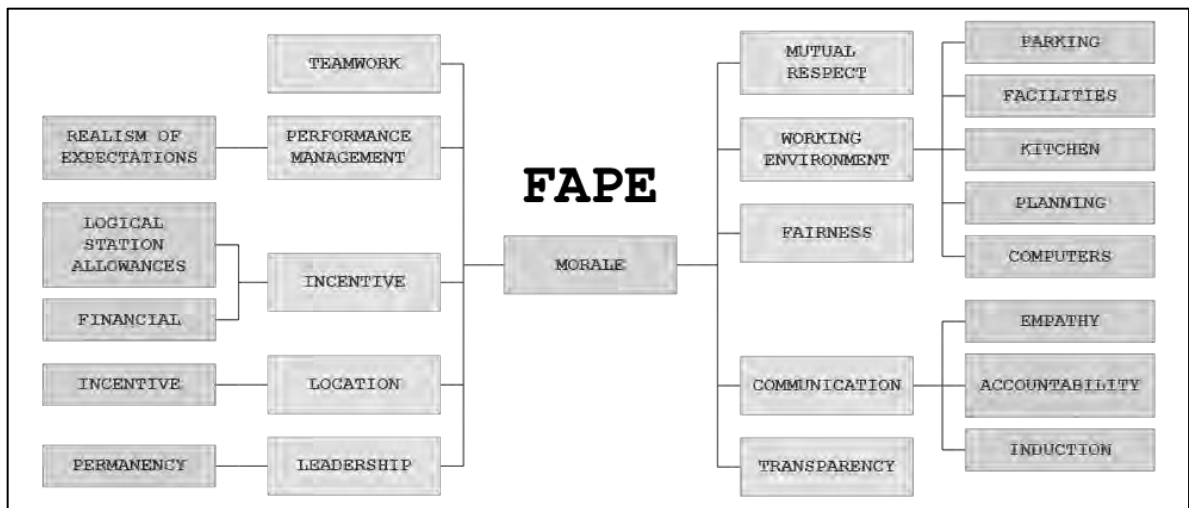 FAPE
MORALE
TEAMWORK
PERFORMANCE
MANAGEMENT
REALISM OF
EXPECTATIONS
INCENTIVE
LOGICAL
STATION
ALLOWANCES
FINANCIAL
LOCATION
INCENTIVE
LEADERSHIP
PERMANENCY
MUTUAL
RESPECT
WORKING
ENVIRONMENT
PARKING
FACILITIES
KITCHEN
PLANNING
COMPUTERS
FAIRNESS
COMMUNICATION
EMPATHY
ACCOUNTABILITY
INDUCTION
TRANSPARENCY